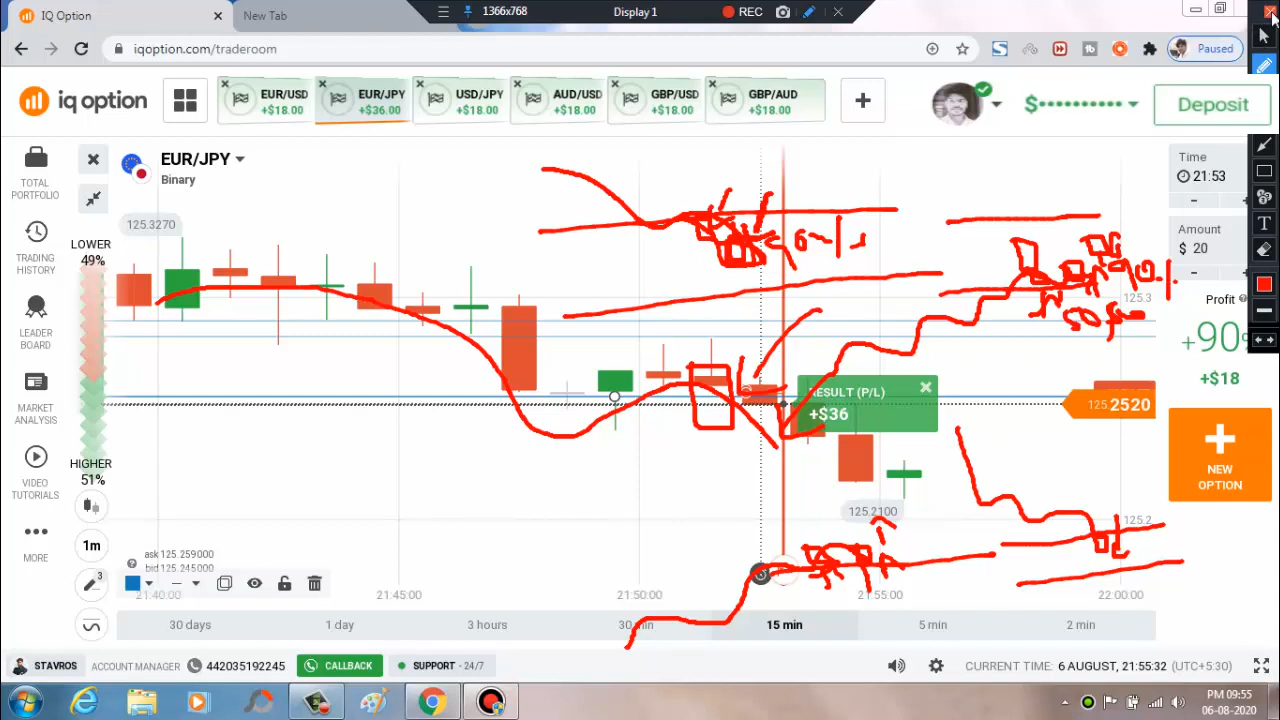 IQ Option
New Tab
1366x768
Display 1
REC
iqoption.com/traderoom
Paused
iq option
EUR/USD
+$18.00
EUR/JPY
+$36.00
USD/JPY
+$18.00
AUD/USD
+$18.00
GBP/USD
+$18.00
GBP/AUD
+$18.00
Deposit
TOTAL
PORTFOLIO
TRADING
HISTORY
LEADER
BOARD
MARKET
ANALYSIS
VIDEO
TUTORIALS
MORE
EUR/JPY
Binary
125.3270
LOWER
49%
HIGHER
51%
1m
3
ask 125.259000
bid 125.245000
RESULT (P/L)
+$36
125.3
125.2520
125.2100
125.2
Time
21:53
Amount
$ 20
Profit
+90%
+$18
NEW
OPTION
21:40:00
21:45:00
21:50:00
21:55:00
22:00:00
30 days
1 day
3 hours
30 min
15 min
5 min
2 min
STAVROS
ACCOUNT MANAGER
442035192245
CALLBACK
SUPPORT - 24/7
CURRENT TIME: 6 AUGUST, 21:55:32 (UTC+5:30)
PM 09:55
06-08-2020